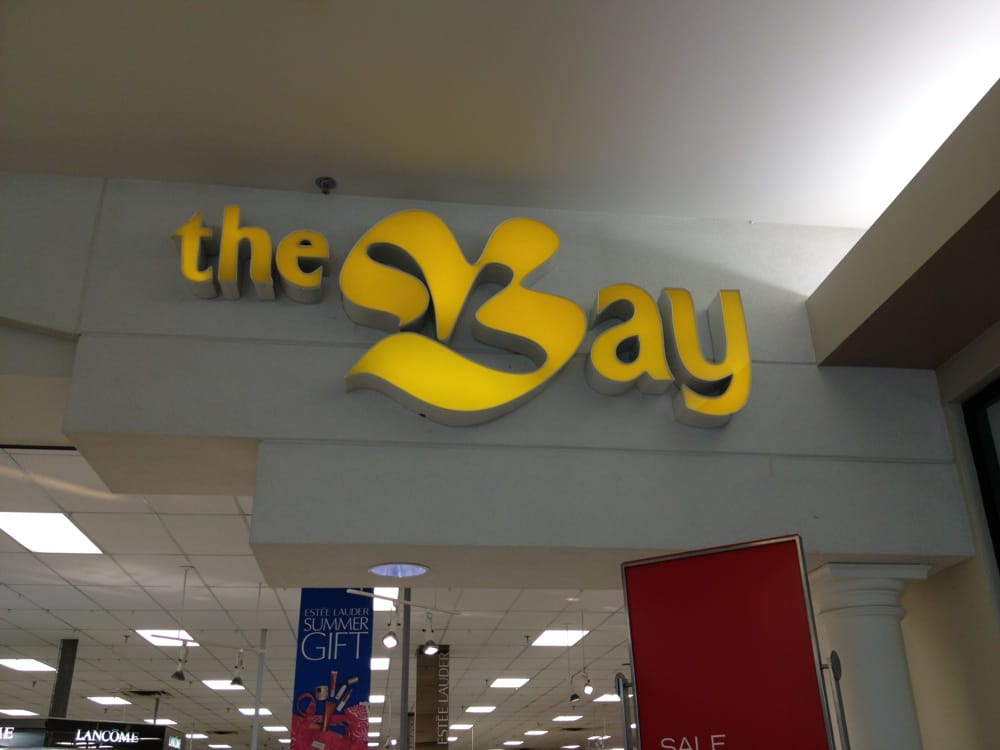 the Bay
ESTĒE LAUDER
SUMMER
GIFT
ESTĒE LAUDER
LANCOME
SALE